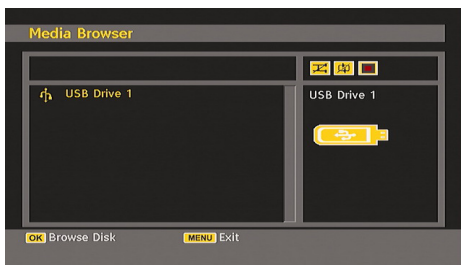 Media Browser
USB Drive 1
USB Drive 1
OK Browse Disk MENU Exit